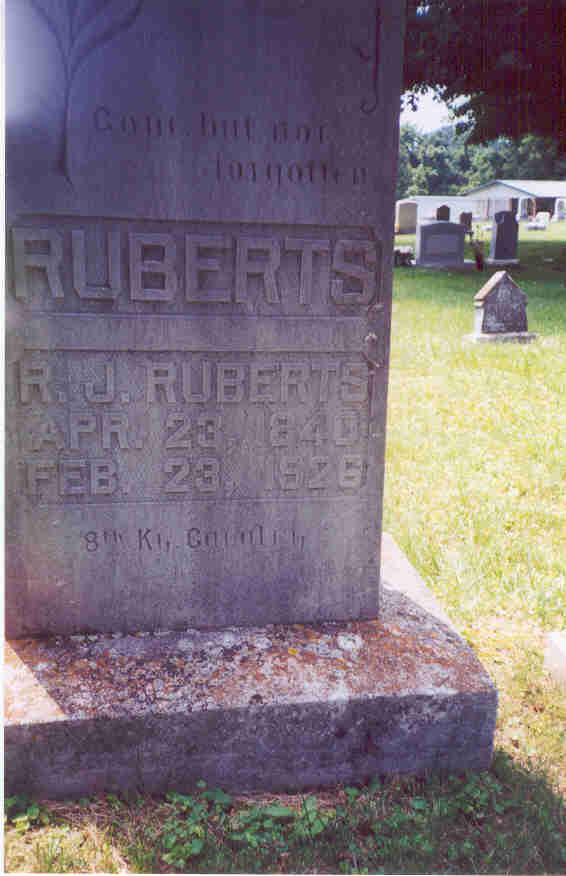 Gone, but not
forgotten
RUBERTS
R. J. RUBERTS
APR. 23, 1840
FEB. 23, 1926
8th Ky. Cavalry